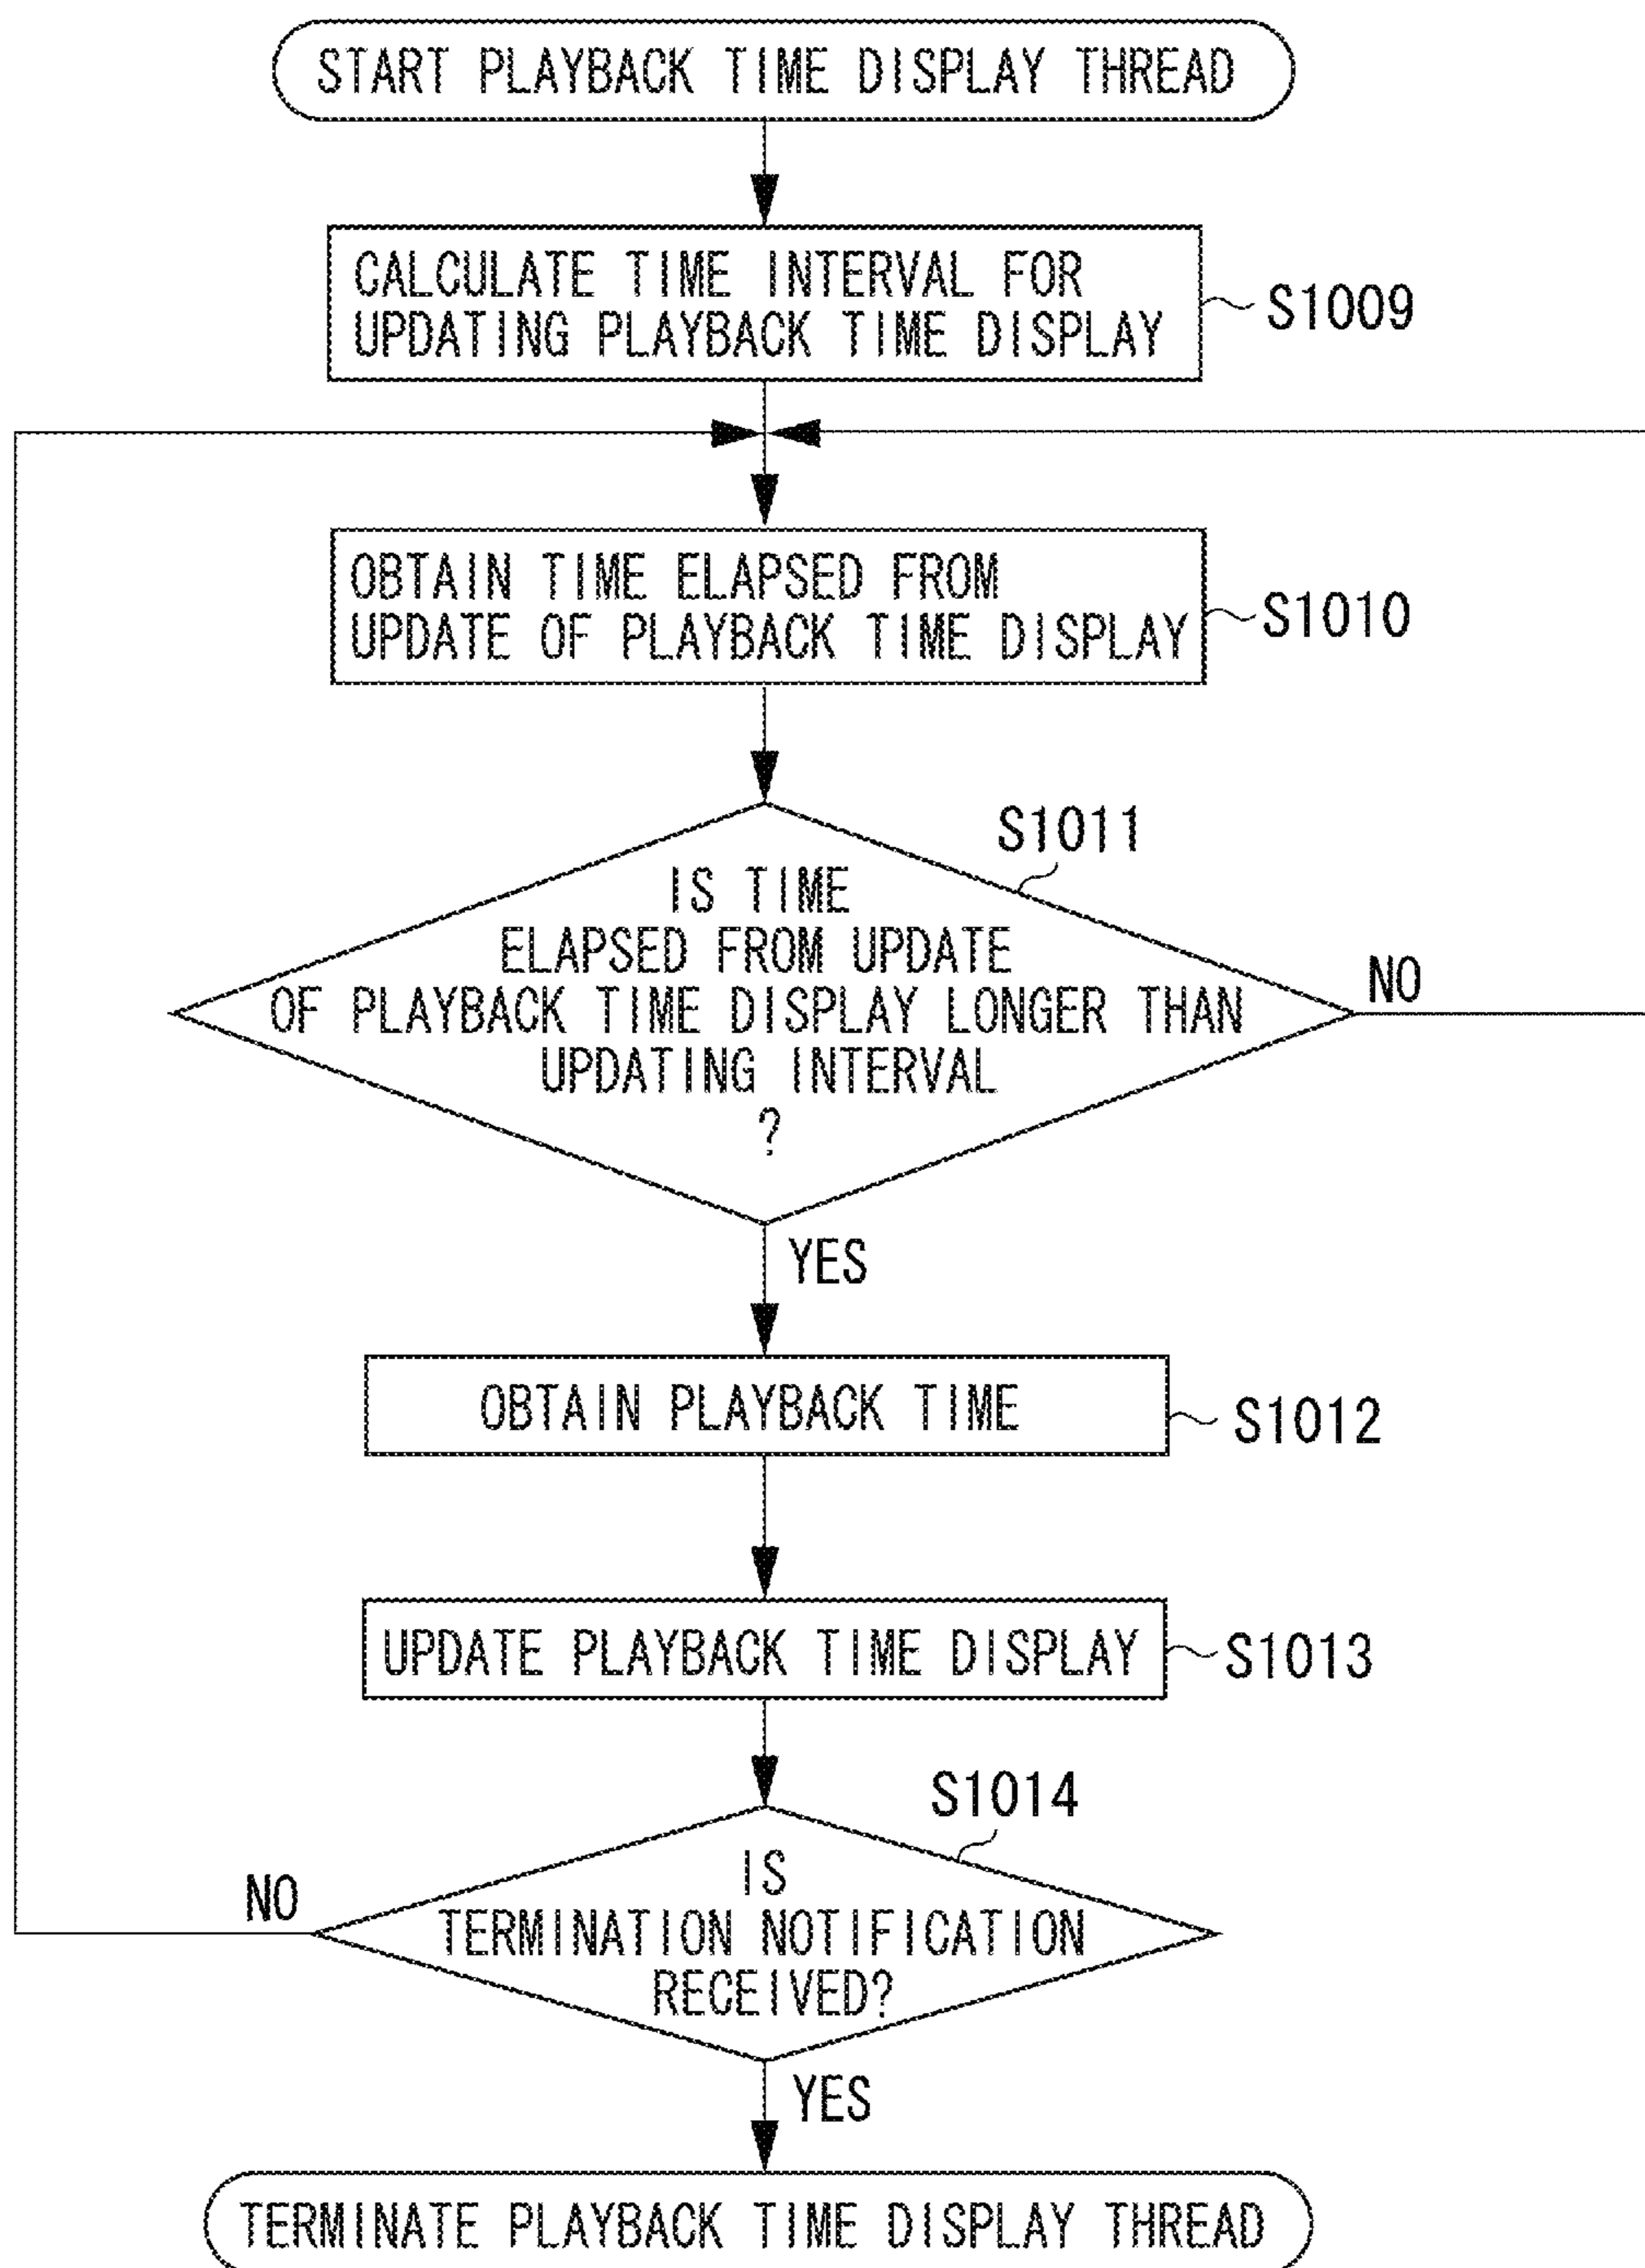 START PLAYBACK TIME DISPLAY THREAD
CALCULATE TIME INTERVAL FOR
UPDATING PLAYBACK TIME DISPLAY
S1009
OBTAIN TIME ELAPSED FROM
UPDATE OF PLAYBACK TIME DISPLAY
S1010
S1011
IS TIME
ELAPSED FROM UPDATE
OF PLAYBACK TIME DISPLAY LONGER THAN
UPDATING INTERVAL
?
NO
YES
OBTAIN PLAYBACK TIME
S1012
UPDATE PLAYBACK TIME DISPLAY
S1013
S1014
IS
TERMINATION NOTIFICATION
RECEIVED?
NO
YES
TERMINATE PLAYBACK TIME DISPLAY THREAD